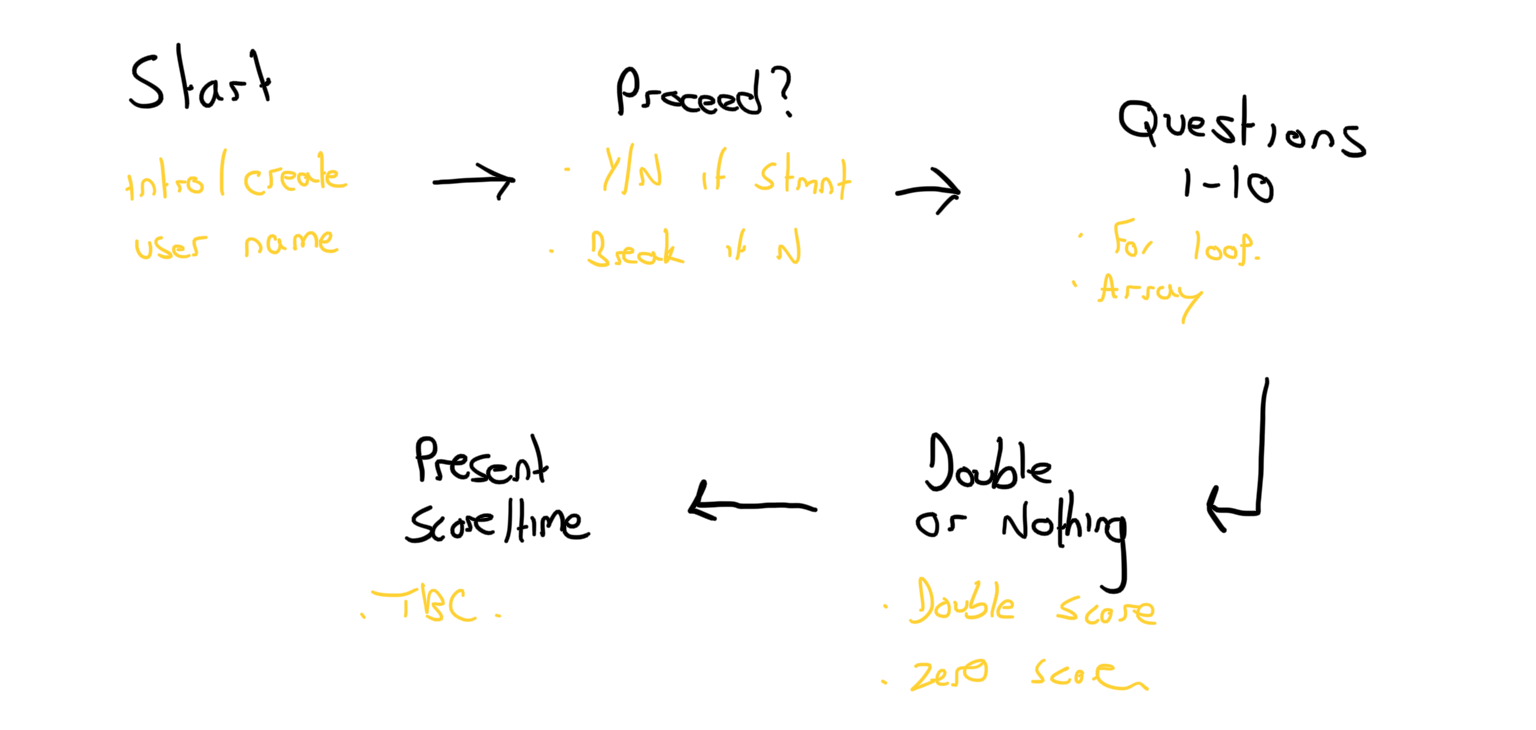 Start
intro/create
user name
Proceed?
· Y/N if stmnt
· Break if N
Questions
1-10
· For loop.
· Array
Double
or Nothing
· Double score
· Zero score
Present
Score/time
· TBC.